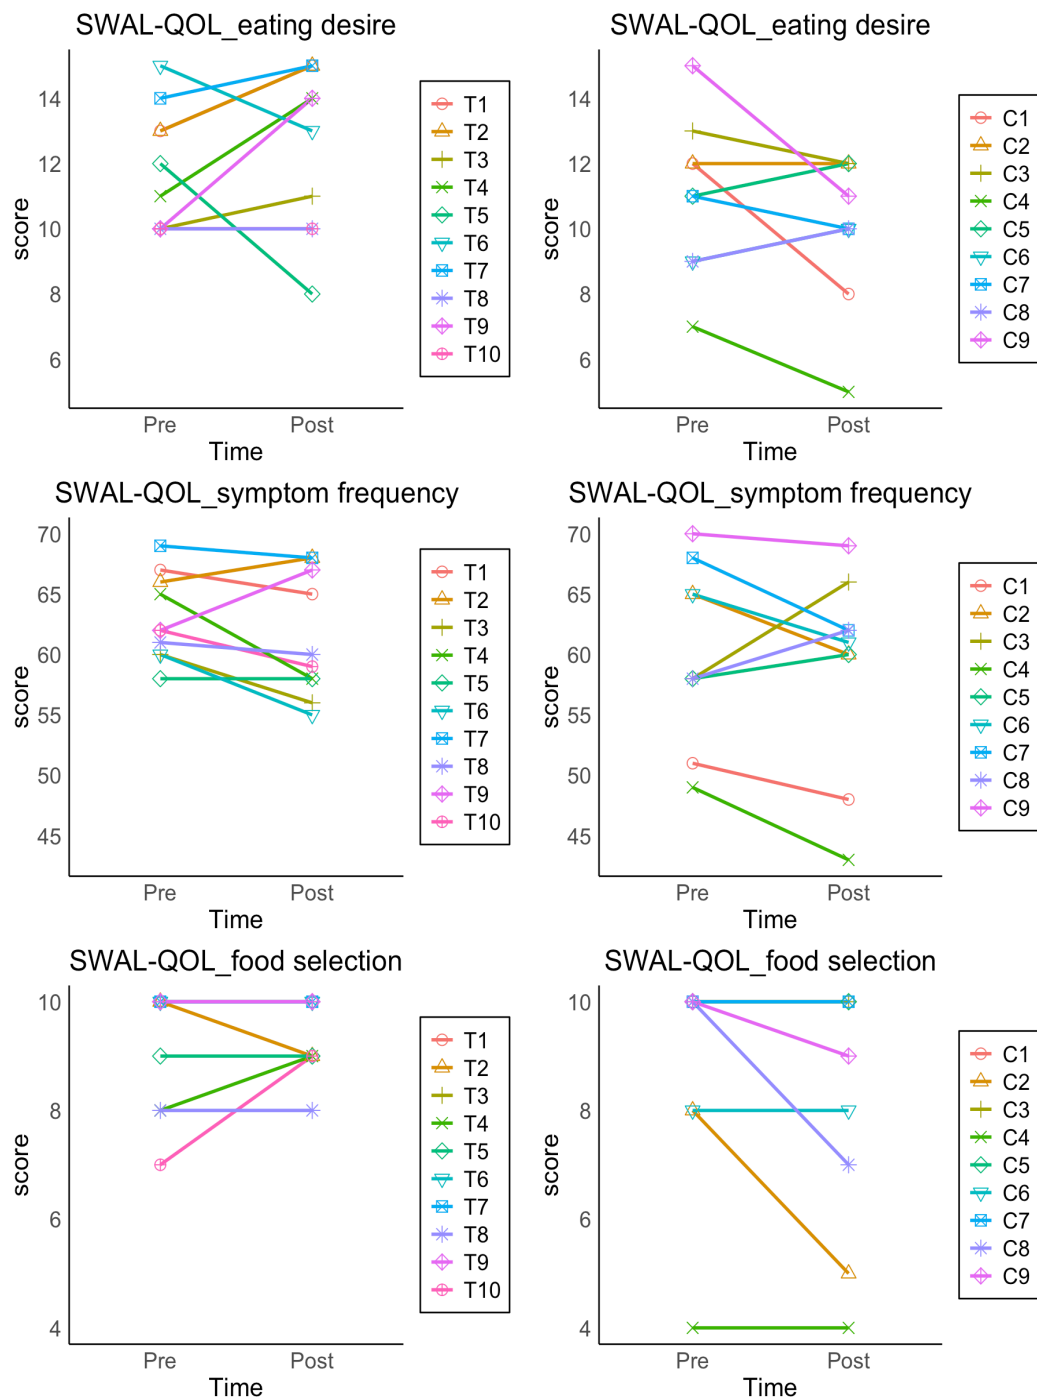 SWAL-QOL_eating desire
14
12
10
8
6
score
Pre
Post
Time
T1
T2
T3
T4
T5
T6
T7
T8
T9
T10
SWAL-QOL_eating desire
14
12
10
8
6
score
Pre
Post
Time
C1
C2
C3
C4
C5
C6
C7
C8
C9
SWAL-QOL_symptom frequency
70
65
60
55
50
45
score
Pre
Post
Time
T1
T2
T3
T4
T5
T6
T7
T8
T9
T10
SWAL-QOL_symptom frequency
70
65
60
55
50
45
score
Pre
Post
Time
C1
C2
C3
C4
C5
C6
C7
C8
C9
SWAL-QOL_food selection
10
8
6
4
score
Pre
Post
Time
T1
T2
T3
T4
T5
T6
T7
T8
T9
T10
SWAL-QOL_food selection
10
8
6
4
score
Pre
Post
Time
C1
C2
C3
C4
C5
C6
C7
C8
C9